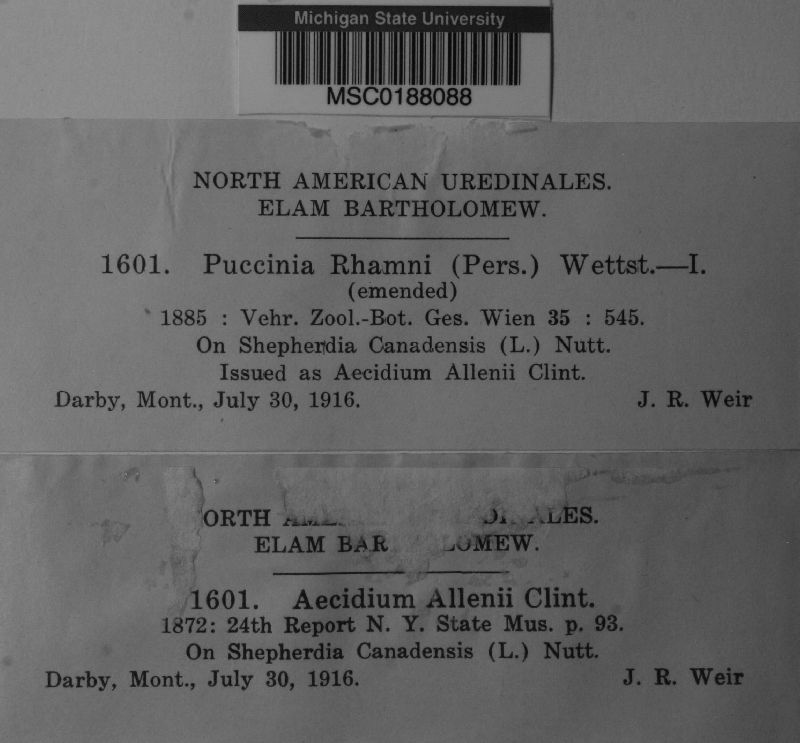 Michigan State University
MSC0188088
NORTH AMERICAN UREDINALES.
ELAM BARTHOLOMEW.
1601. Puccinia Rhamni (Pers.) Wettst.—I.
(emended)
1885 : Vehr. Zool.-Bot. Ges. Wien 35 : 545.
On Shepherdia Canadensis (L.) Nutt.
Issued as Aecidium Allenii Clint.
Darby, Mont., July 30, 1916. J. R. Weir
ORTH
ELAM BAR OMEW.
1601. Aecidium Allenii Clint.
1872: 24th Report N. Y. State Mus. p. 93.
On Shepherdia Canadensis (L.) Nutt.
Darby, Mont., July 30, 1916. J. R. Weir